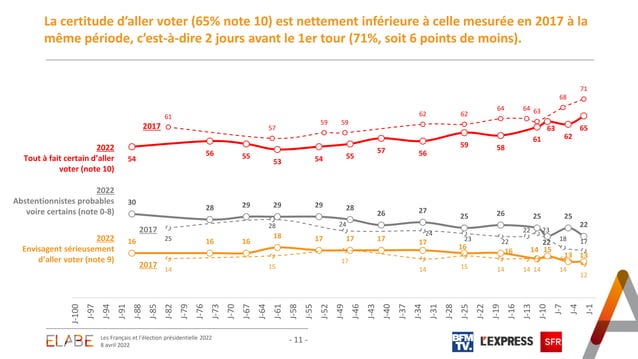 La certitude d’aller voter (65% note 10) est nettement inférieure à celle mesurée en 2017 à la
même période, c’est-à-dire 2 jours avant le 1er tour (71%, soit 6 points de moins).
71
68
61 57 59 59 62 62 64 64 63
2017
2022
Tout à fait certain d’aller
voter (note 10)
54 56 55 53 54 55 57 56 59 58 61 63 62 65
2022
Abstentionnistes probables
voire certains (note 0-8)
30 28 29 29 29 28 26 27 25 26 25 22 25 22
2017
25 28 24 24 23 22 22 23 18 17
2022
Envisagent sérieusement
d’aller voter (note 9)
16 16 16 18 17 17 17 17 16 16 14 15 13 13
2017
14 15 17 14 15 14 14 14 14 12
J-100 J-97 J-94 J-91 J-88 J-85 J-82 J-79 J-76 J-73 J-70 J-67 J-64 J-61 J-58 J-55 J-52 J-49 J-46 J-43 J-40 J-37 J-34 J-31 J-28 J-25 J-22 J-19 J-16 J-13 J-10 J-7 J-4 J-1
ELABE
Les Français et l’élection présidentielle 2022
8 avril 2022
- 11 -
BFM
TV.
L’EXPRESS
SFR